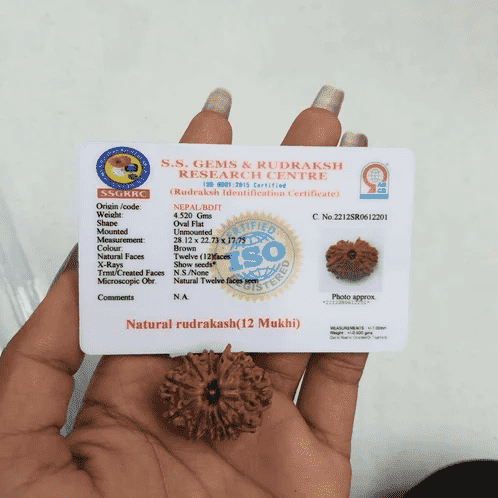 S.S. GEMS & RUDRAKSH
RESEARCH CENTRE
ISO 9001:2015 Certified
(Rudraksh Identification Certificate)
SSGRRC
Origin /code: NEPAL/BDJT
Weight: 4.520 Gms
Shape Oval Flat
Mounted Unmounted
Measurement: 28.12 x 22.73 x 17.75
Colour: Brown
Natural Faces Twelve (12)faces
X-Rays Show seeds*
Trmt/Created Faces N.S./None
Microscopic Obr. Natural Twelve faces seen
Comments N.A.
Natural rudrakash(12 Mukhi)
C. No.2212SR0612201
Photo approx.
CERTIFIED
ISO
REGISTERED